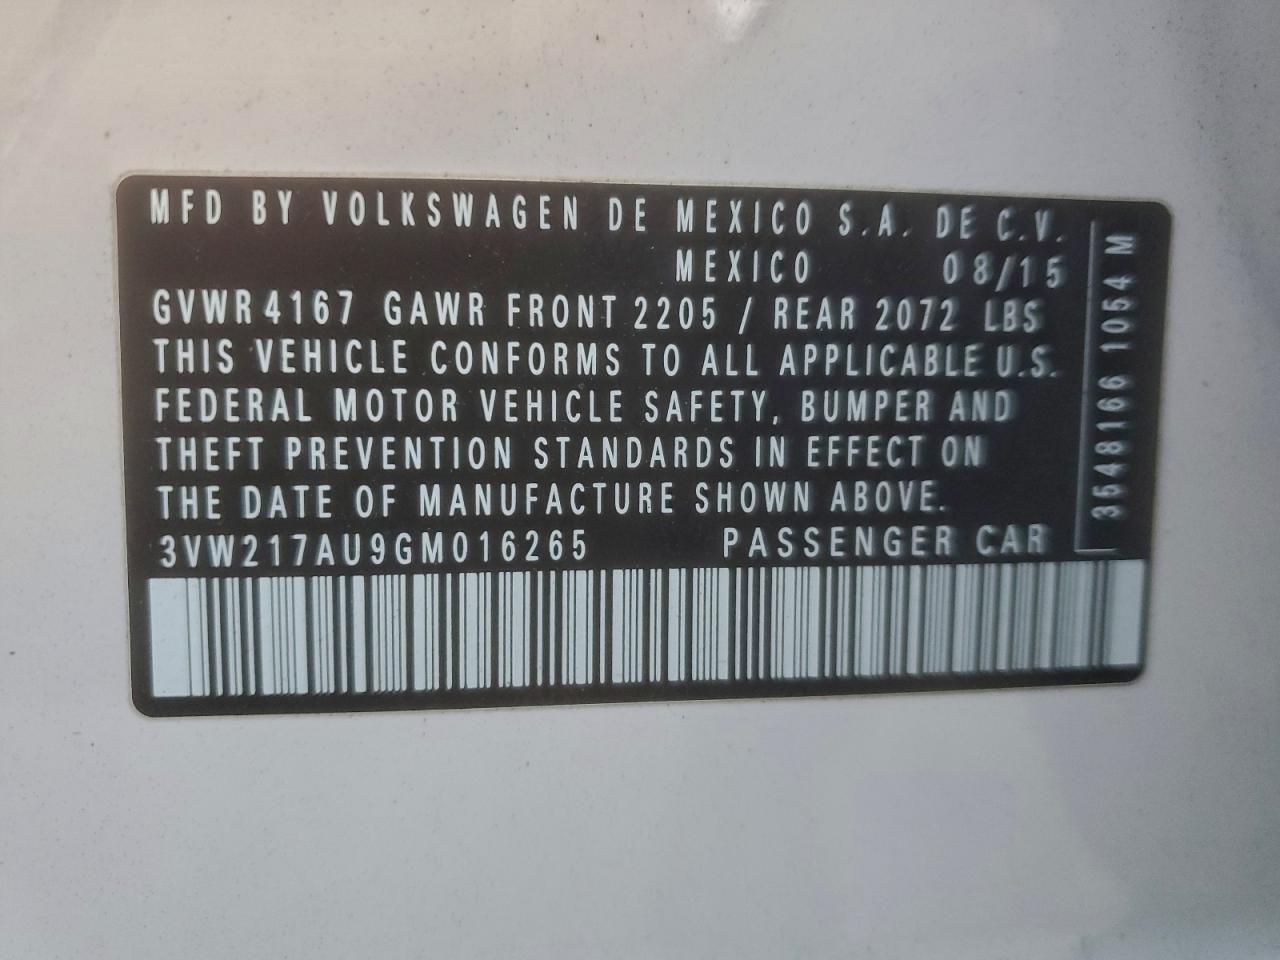 MFD BY VOLKSWAGEN DE MEXICO S.A. DE C.V.
MEXICO 08/15
GVWR 4167 GAWR FRONT 2205 / REAR 2072 LBS
THIS VEHICLE CONFORMS TO ALL APPLICABLE U.S.
FEDERAL MOTOR VEHICLE SAFETY, BUMPER AND
THEFT PREVENTION STANDARDS IN EFFECT ON
THE DATE OF MANUFACTURE SHOWN ABOVE.
3VW217AU9GM016265 PASSENGER CAR
3548166 1054 M